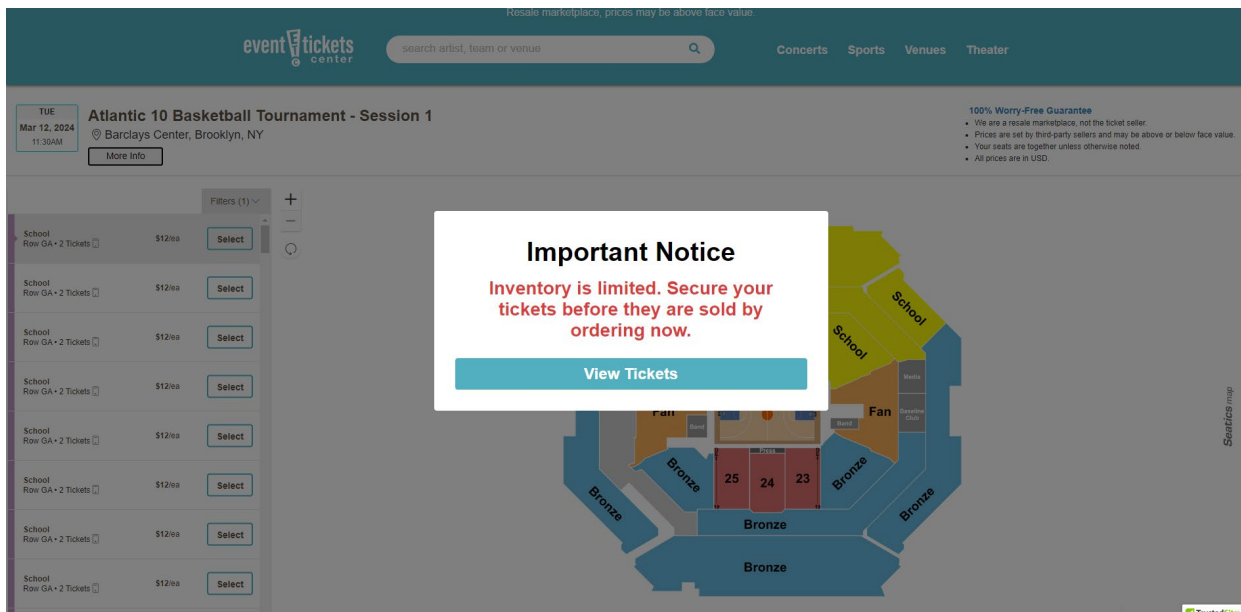 Resale marketplace, prices may be above face value.
event tickets
center
ETC
search artist, team or venue
Concerts Sports Venues Theater
TUE
Mar 12, 2024
11:30AM
Atlantic 10 Basketball Tournament - Session 1
Barclays Center, Brooklyn, NY
More Info
100% Worry-Free Guarantee
• We are a resale marketplace, not the ticket seller.
• Prices are set by third-party sellers and may be above or below face value.
• Your seats are together unless otherwise noted.
• All prices are in USD.
Filters (1)
School
Row GA • 2 Tickets
$12/ea
Select
School
Row GA • 2 Tickets
$12/ea
Select
School
Row GA • 2 Tickets
$12/ea
Select
School
Row GA • 2 Tickets
$12/ea
Select
School
Row GA • 2 Tickets
$12/ea
Select
School
Row GA • 2 Tickets
$12/ea
Select
School
Row GA • 2 Tickets
$12/ea
Select
School
Row GA • 2 Tickets
$12/ea
Select
Important Notice
Inventory is limited. Secure your
tickets before they are sold by
ordering now.
View Tickets
School
School
Media
Fan
Fan
Baseline
Club
Band
Band
Press
Bronze
25
24
23
Bronze
Bronze
Bronze
Bronze
Bronze
Seatics map